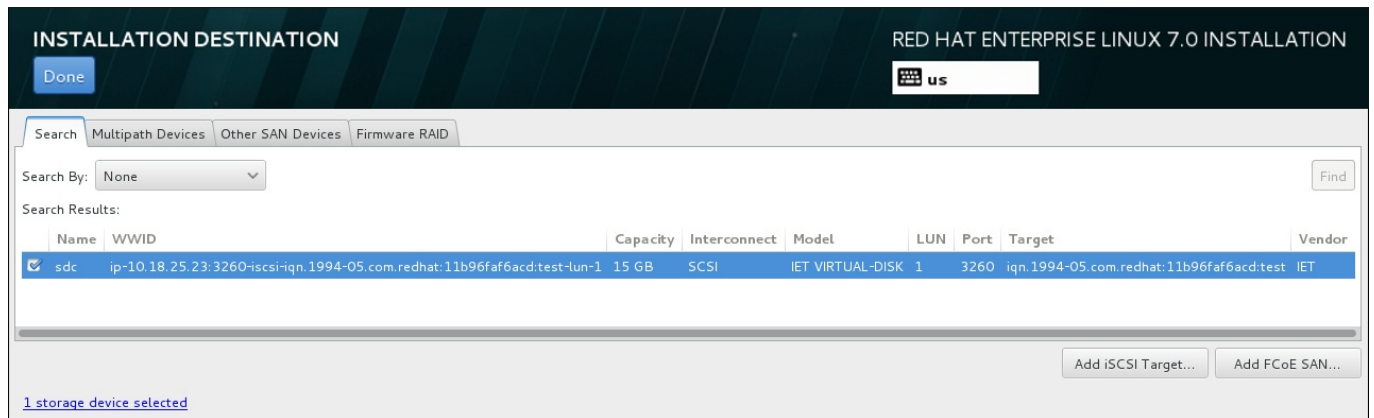 INSTALLATION DESTINATION
RED HAT ENTERPRISE LINUX 7.0 INSTALLATION
Done
us
Search Multipath Devices Other SAN Devices Firmware RAID
Search By: None Find
Search Results:
Name WWID Capacity Interconnect Model LUN Port Target Vendor
sdc ip-10.18.25.23:3260-iscsi-iqn.1994-05.com.redhat:11b96faf6acd:test-lun-1 15 GB SCSI IET VIRTUAL-DISK 1 3260 iqn.1994-05.com.redhat:11b96faf6acd:test IET
Add iSCSI Target... Add FCoE SAN...
1 storage device selected